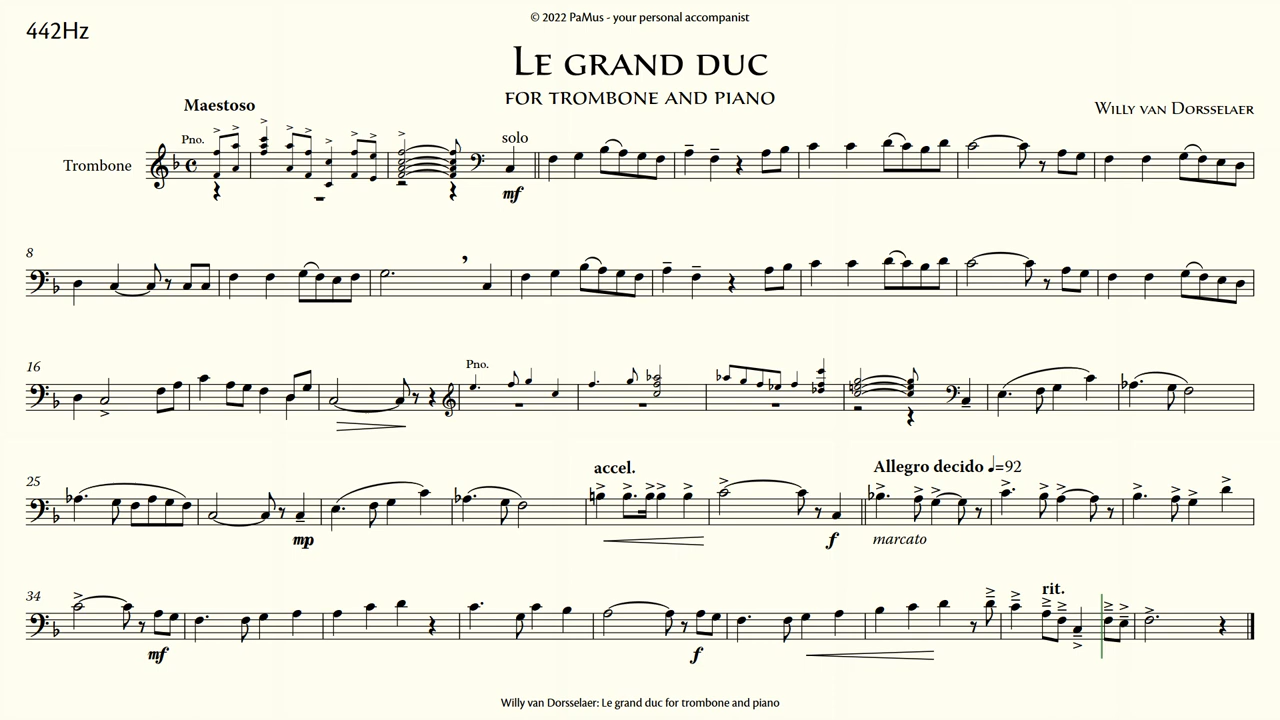 © 2022 PaMus - your personal accompanist
442Hz
Le grand duc
for trombone and piano
Willy van Dorsselaer
Maestoso
Pno.
solo
Trombone
mf
8
16
Pno.
25
accel.
Allegro decido ♩=92
mp
f
marcato
34
rit.
mf
f
Willy van Dorsselaer: Le grand duc for trombone and piano